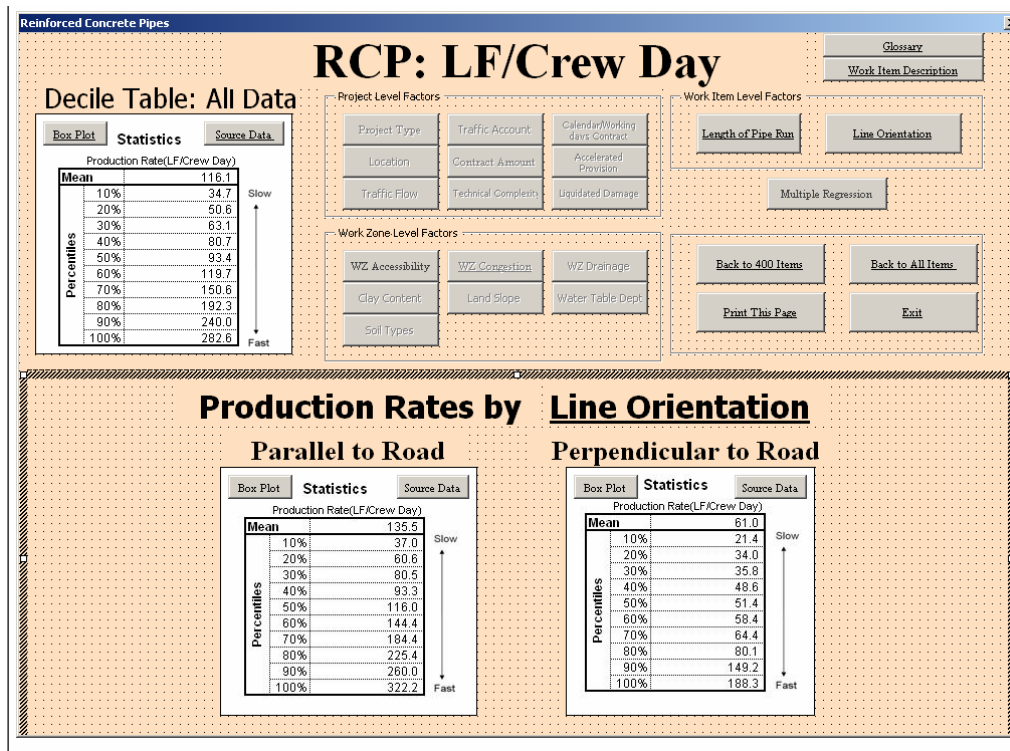 Reinforced Concrete Pipes
RCP: LF/Crew Day
Glossary
Work Item Description
Decile Table: All Data
Box Plot Statistics Source Data
Production Rate(LF/Crew Day)
Mean 116.1
Percentiles
10% 34.7 Slow
20% 50.6
30% 63.1
40% 80.7
50% 93.4
60% 119.7
70% 150.6
80% 192.3
90% 240.0
100% 282.6 Fast
Project Level Factors
Project Type Traffic Account Calendar/Working
days Contract
Location Contract Amount Accelerated
Provision
Traffic Flow Technical Complexity Liquidated Damage
Work Item Level Factors
Length of Pipe Run Line Orientation
Multiple Regression
Work Zone Level Factors
WZ Accessibility WZ Congestion WZ Drainage
Clay Content Land Slope Water Table Dept
Soil Types
Back to 400 Items Back to All Items
Print This Page Exit
Production Rates by Line Orientation
Parallel to Road
Box Plot Statistics Source Data
Production Rate(LF/Crew Day)
Mean 135.5
Percentiles
10% 37.0 Slow
20% 60.6
30% 80.5
40% 93.3
50% 116.0
60% 144.4
70% 184.4
80% 225.4
90% 260.0
100% 322.2 Fast
Perpendicular to Road
Box Plot Statistics Source Data
Production Rate(LF/Crew Day)
Mean 61.0
Percentiles
10% 21.4 Slow
20% 34.0
30% 35.8
40% 48.6
50% 51.4
60% 58.4
70% 64.4
80% 80.1
90% 149.2
100% 188.3 Fast